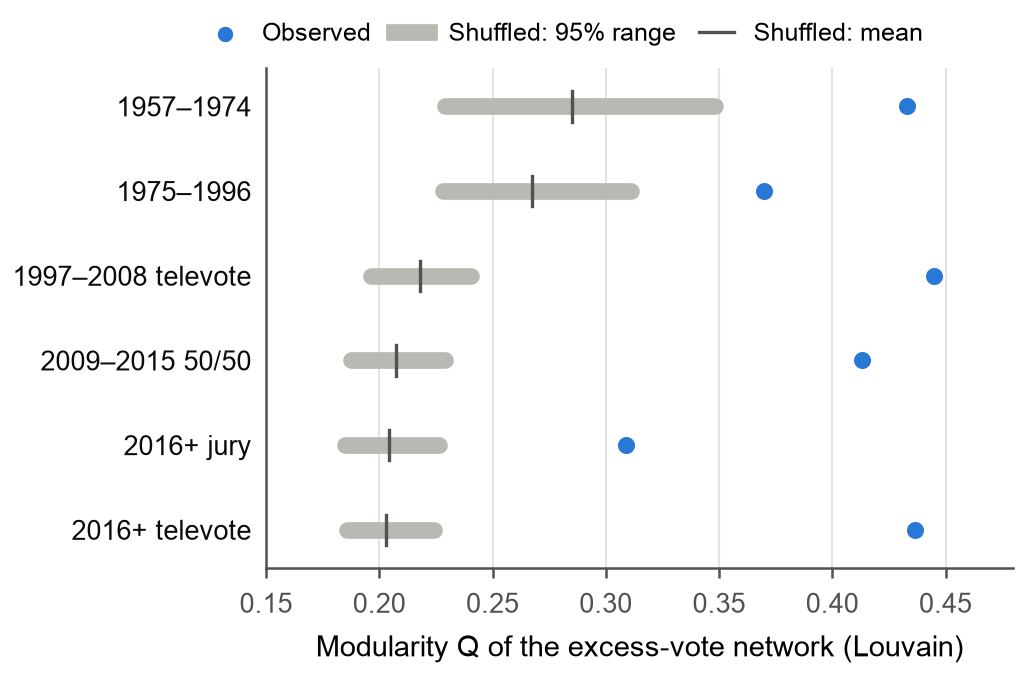 Observed Shuffled: 95% range Shuffled: mean
1957–1974
1975–1996
1997–2008 televote
2009–2015 50/50
2016+ jury
2016+ televote
0.15 0.20 0.25 0.30 0.35 0.40 0.45
Modularity Q of the excess-vote network (Louvain)